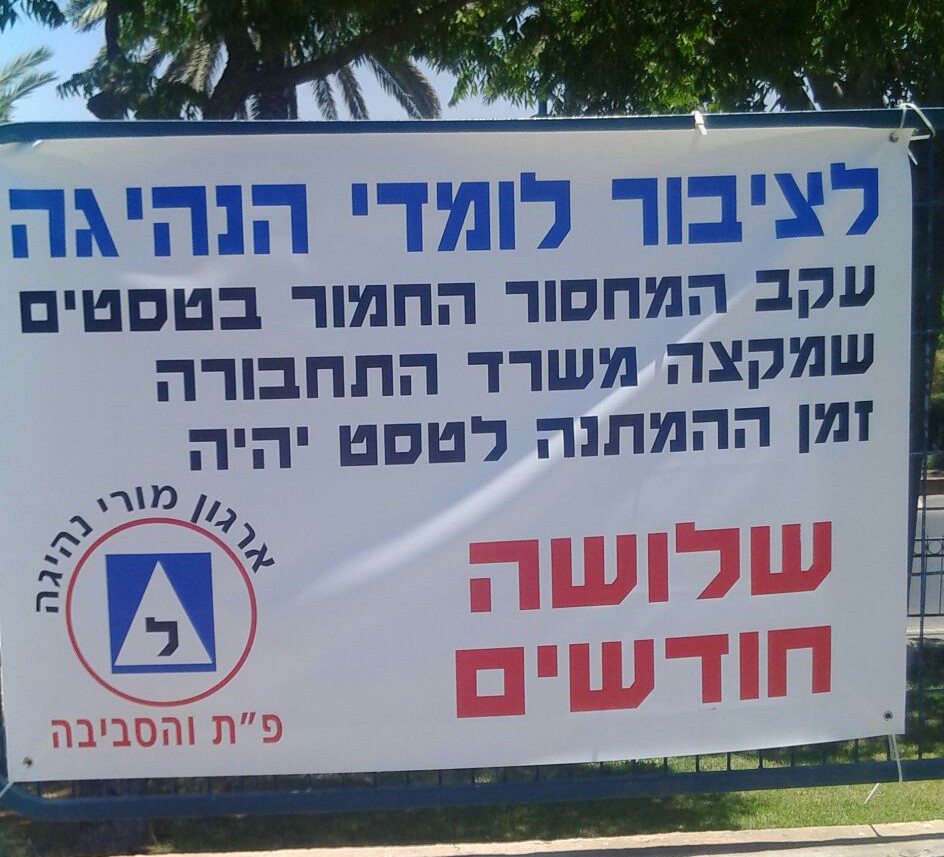 לציבור לומדי הנהיגה
עקב המחסור החמור בטסטים
שמקצה משרד התחבורה
זמן ההמתנה לטסט יהיה
שלושה
חודשים
ארגון מורי נהיגה
ל
פ"ת והסביבה